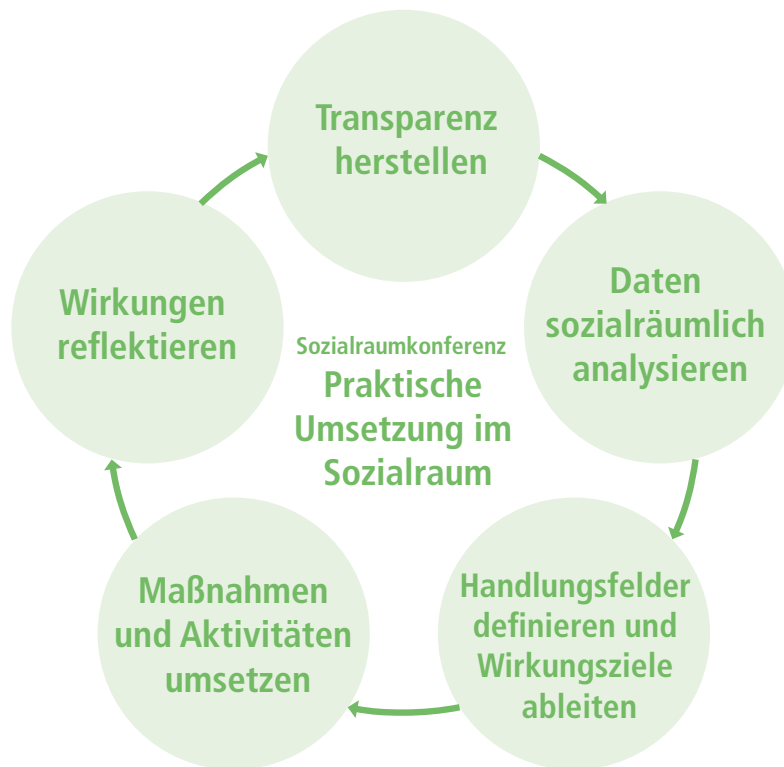 Transparenz
herstellen
Daten
sozialräumlich
analysieren
Handlungsfelder
definieren und
Wirkungsziele
ableiten
Maßnahmen
und Aktivitäten
umsetzen
Wirkungen
reflektieren
Sozialraumkonferenz
Praktische
Umsetzung im
Sozialraum